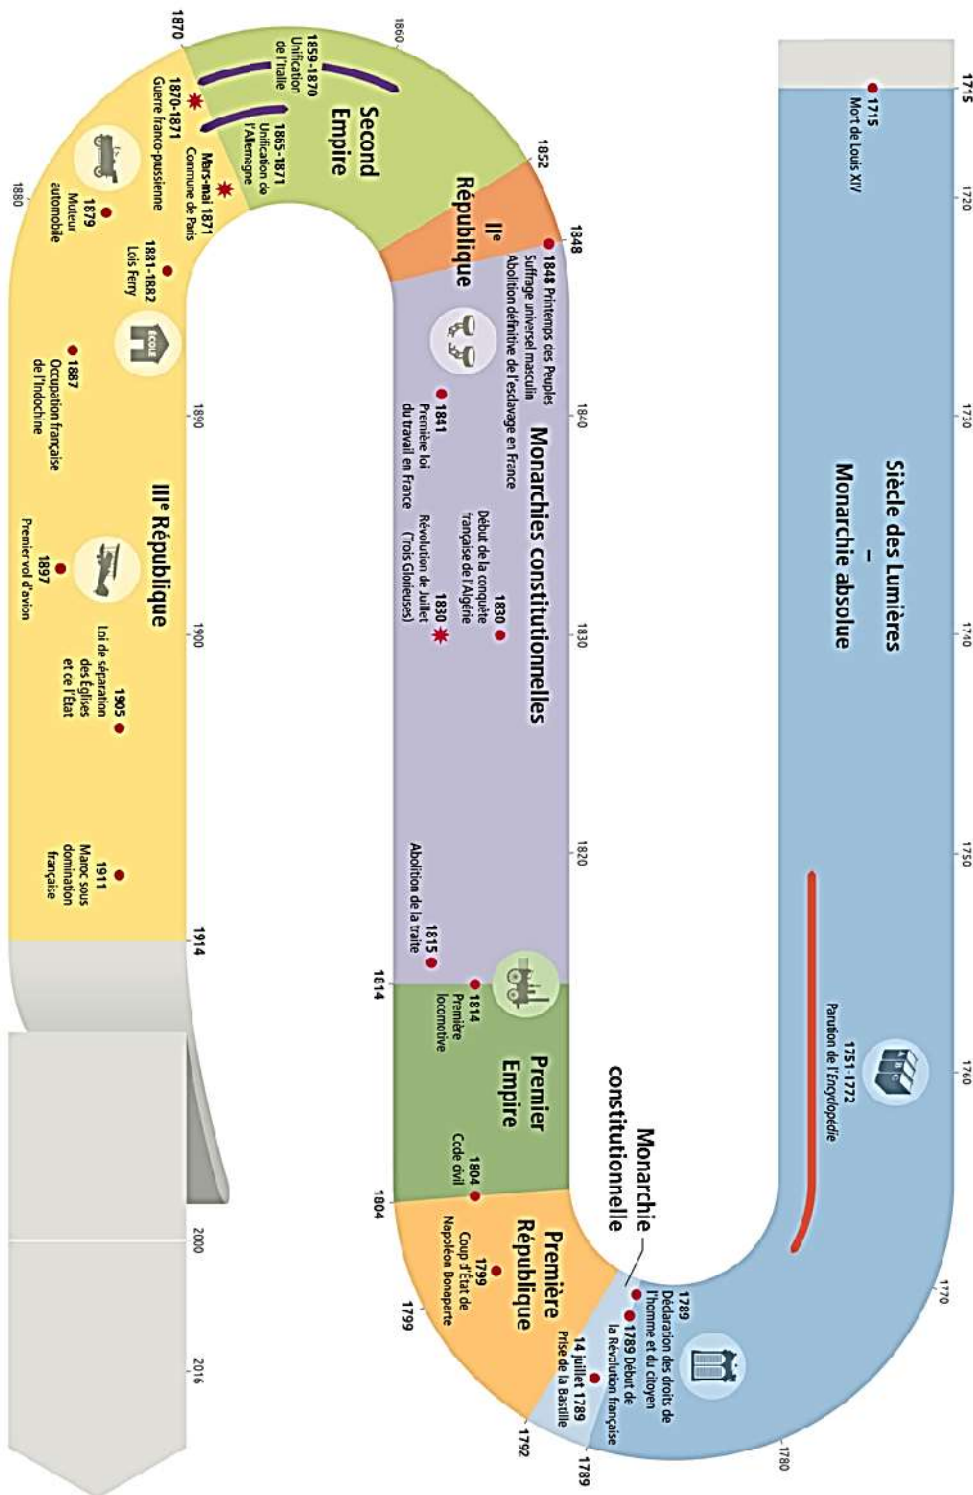 1715
1720
1730
1740
1750
1760
1770
1780
1789
1792
1799
1804
1814
1820
1830
1840
1848
1852
1860
1870
1880
1890
1900
1914
2000
2016
1715
Mort de Louis XIV
Siècle des Lumières
–
Monarchie absolue
1751-1772
Parution de l'Encyclopédie
1789
Déclaration des droits de
l'homme et du citoyen
1789 Début de
la Révolution française
14 juillet 1789
Prise de la Bastille
Monarchie
constitutionnelle
Première
République
1799
Coup d'État de
Napoléon Bonaparte
1804
Code civil
Premier
Empire
1814
Première
locomotive
1815
Abolition de la traite
Monarchies constitutionnelles
1830
Début de la conquête
française de l'Algérie
1830
Révolution de Juillet
(Trois Glorieuses)
1841
Première loi
du travail en France
1848 Printemps des Peuples
Suffrage universel masculin
Abolition définitive de l'esclavage en France
IIe
République
Second
Empire
1859-1870
Unification
de l'Italie
1865-1871
Unification de
l'Allemagne
1870-1871
Guerre franco-prussienne
Mars-mai 1871
Commune de Paris
1879
Moteur
automobile
1881-1882
Lois Ferry
ÉCOLE
1887
Occupation française
de l'Indochine
IIIe République
1897
Premier vol d'avion
1905
Loi de séparation
des Églises
et de l'État
1911
Maroc sous
domination
française